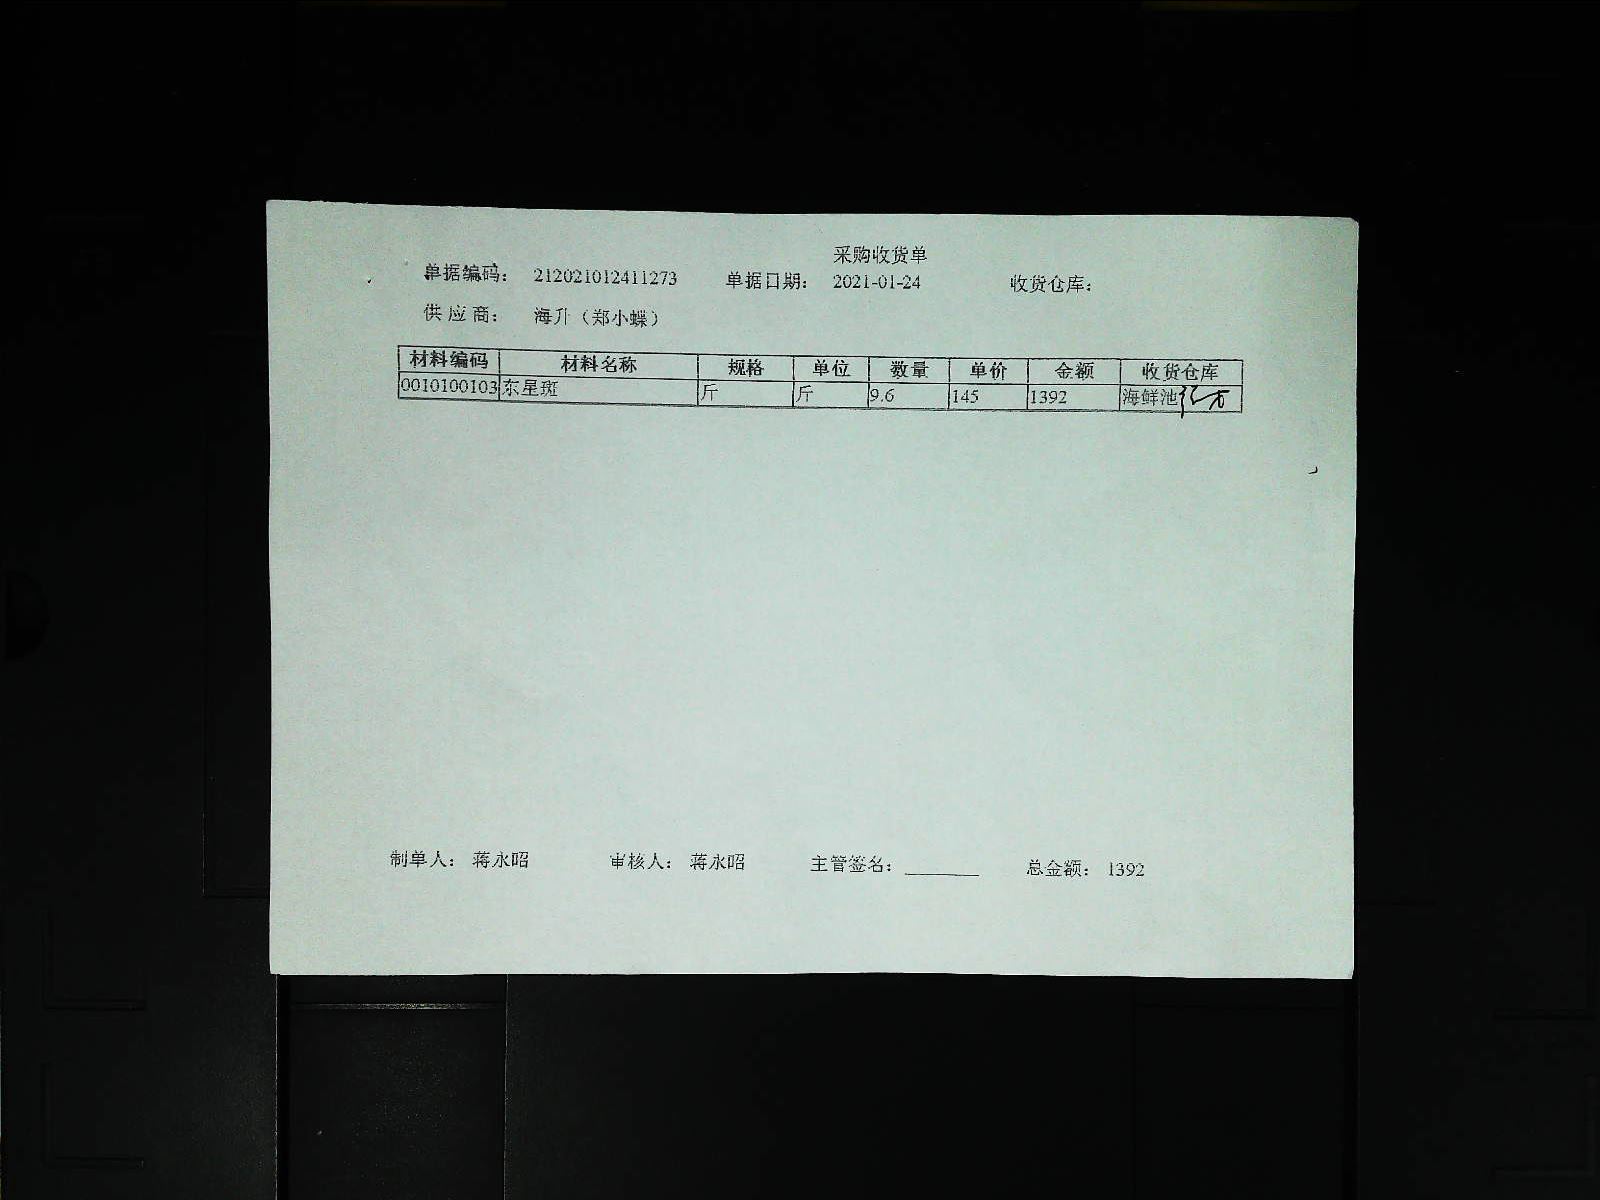 采购收货单
单据编码： 212021012411273 单据日期： 2021-01-24 收货仓库：
供应商： 海升（郑小蝶）
材料编码 材料名称 规格 单位 数量 单价 金额 收货仓库
0010100103 东星斑 斤 斤 9.6 145 1392 海鲜池
制单人： 蒋永昭 审核人： 蒋永昭 主管签名：________ 总金额： 1392